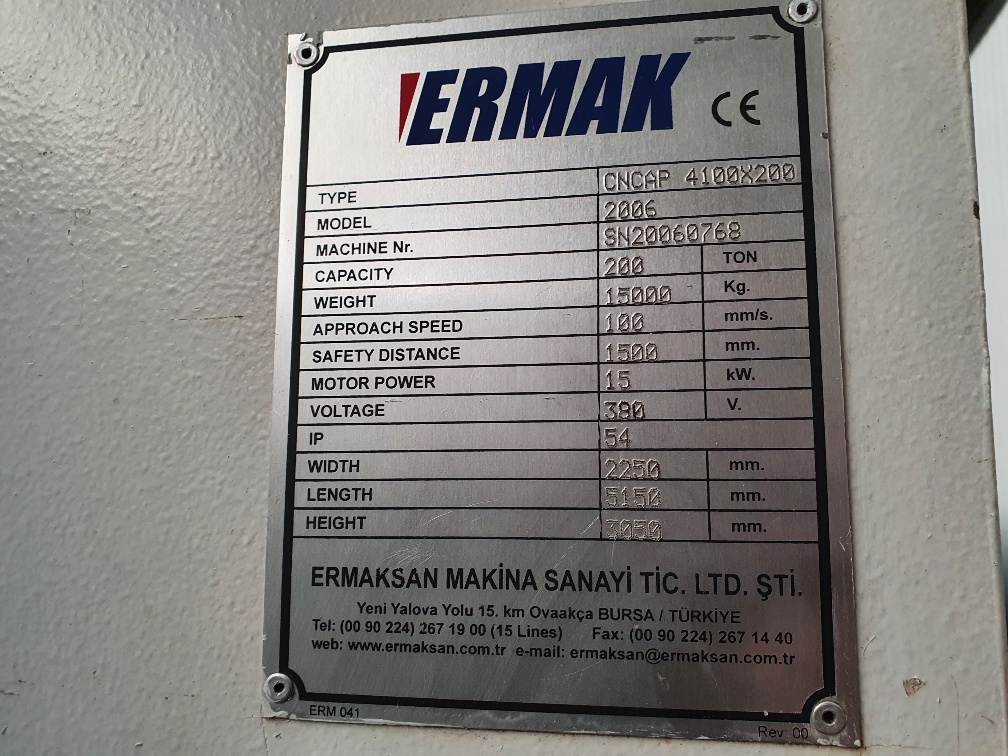 ERMAK CE
TYPE CNCAP 4100X200
MODEL 2006
MACHINE Nr. SN20060768
CAPACITY 200 TON
WEIGHT 15000 Kg.
APPROACH SPEED 100 mm/s.
SAFETY DISTANCE 1500 mm.
MOTOR POWER 15 kW.
VOLTAGE 380 V.
IP 54
WIDTH 2250 mm.
LENGTH 5150 mm.
HEIGHT 3050 mm.
ERMAKSAN MAKİNA SANAYİ TİC. LTD. ŞTİ.
Yeni Yalova Yolu 15. km Ovaakça BURSA / TÜRKİYE
Tel: (00 90 224) 267 19 00 (15 Lines) Fax: (00 90 224) 267 14 40
web: www.ermaksan.com.tr e-mail: ermaksan@ermaksan.com.tr
ERM 041
Rev 00